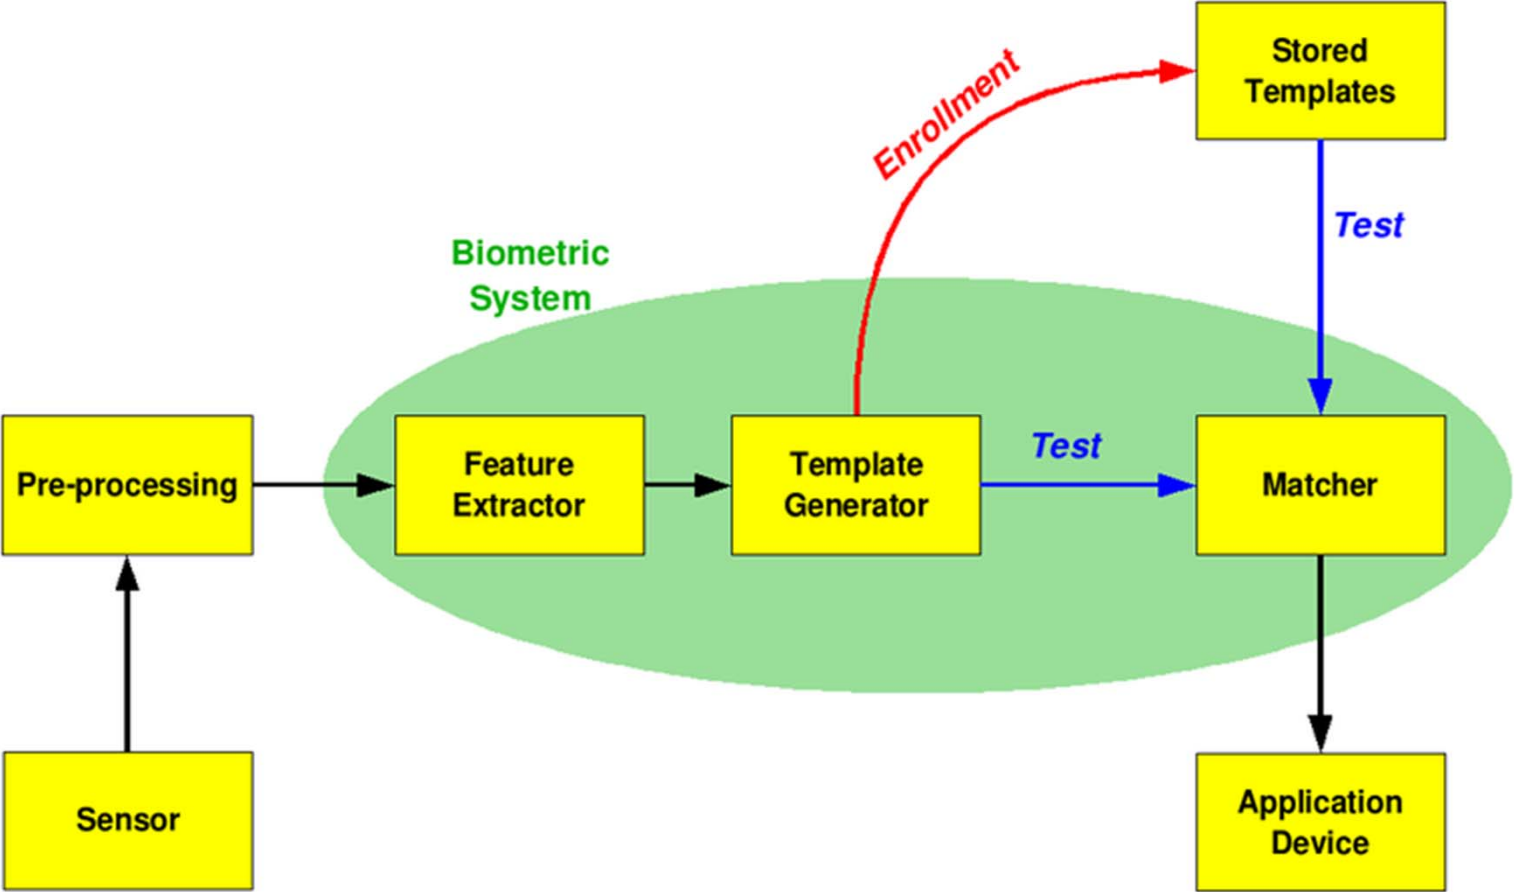 Stored
Templates
Enrollment
Test
Biometric
System
Pre-processing
Feature
Extractor
Template
Generator
Test
Matcher
Sensor
Application
Device